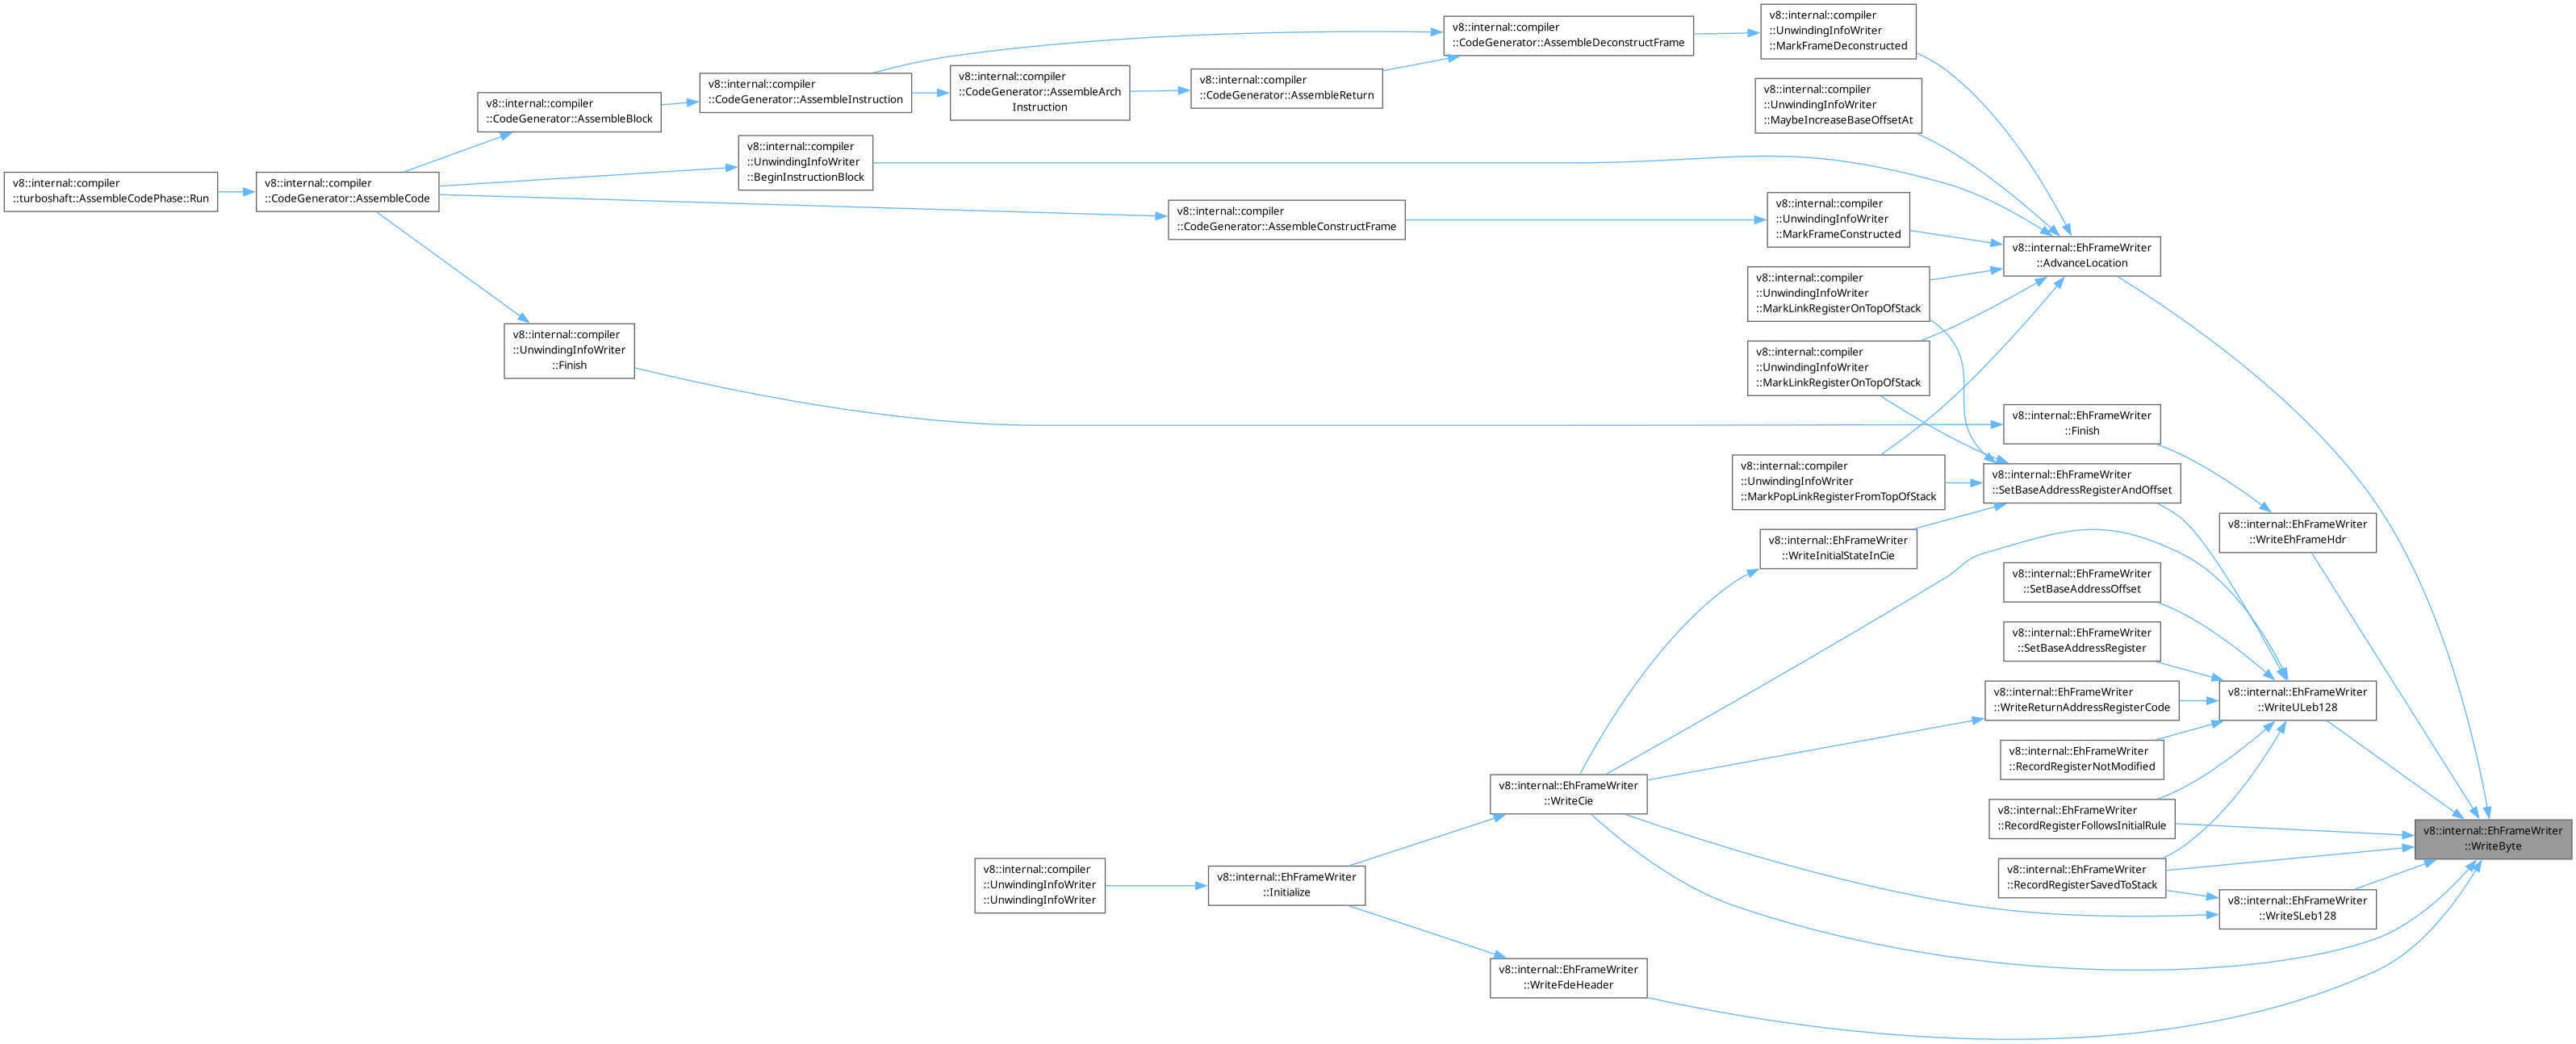 v8::internal::compiler
::UnwindingInfoWriter
::MarkFrameDeconstructed
v8::internal::compiler
::CodeGenerator::AssembleDeconstructFrame
v8::internal::compiler
::CodeGenerator::AssembleInstruction
v8::internal::compiler
::CodeGenerator::AssembleArch
Instruction
v8::internal::compiler
::CodeGenerator::AssembleReturn
v8::internal::compiler
::UnwindingInfoWriter
::MaybeIncreaseBaseOffsetAt
v8::internal::compiler
::CodeGenerator::AssembleBlock
v8::internal::compiler
::UnwindingInfoWriter
::BeginInstructionBlock
v8::internal::compiler
::turboshaft::AssembleCodePhase::Run
v8::internal::compiler
::CodeGenerator::AssembleCode
v8::internal::compiler
::CodeGenerator::AssembleConstructFrame
v8::internal::compiler
::UnwindingInfoWriter
::MarkFrameConstructed
v8::internal::EhFrameWriter
::AdvanceLocation
v8::internal::compiler
::UnwindingInfoWriter
::MarkLinkRegisterOnTopOfStack
v8::internal::compiler
::UnwindingInfoWriter
::Finish
v8::internal::compiler
::UnwindingInfoWriter
::MarkLinkRegisterOnTopOfStack
v8::internal::EhFrameWriter
::Finish
v8::internal::compiler
::UnwindingInfoWriter
::MarkPopLinkRegisterFromTopOfStack
v8::internal::EhFrameWriter
::SetBaseAddressRegisterAndOffset
v8::internal::EhFrameWriter
::WriteEhFrameHdr
v8::internal::EhFrameWriter
::WriteInitialStateInCie
v8::internal::EhFrameWriter
::SetBaseAddressOffset
v8::internal::EhFrameWriter
::SetBaseAddressRegister
v8::internal::EhFrameWriter
::WriteReturnAddressRegisterCode
v8::internal::EhFrameWriter
::WriteULeb128
v8::internal::EhFrameWriter
::RecordRegisterNotModified
v8::internal::EhFrameWriter
::WriteCie
v8::internal::EhFrameWriter
::RecordRegisterFollowsInitialRule
v8::internal::EhFrameWriter
::WriteByte
v8::internal::compiler
::UnwindingInfoWriter
::UnwindingInfoWriter
v8::internal::EhFrameWriter
::Initialize
v8::internal::EhFrameWriter
::RecordRegisterSavedToStack
v8::internal::EhFrameWriter
::WriteSLeb128
v8::internal::EhFrameWriter
::WriteFdeHeader